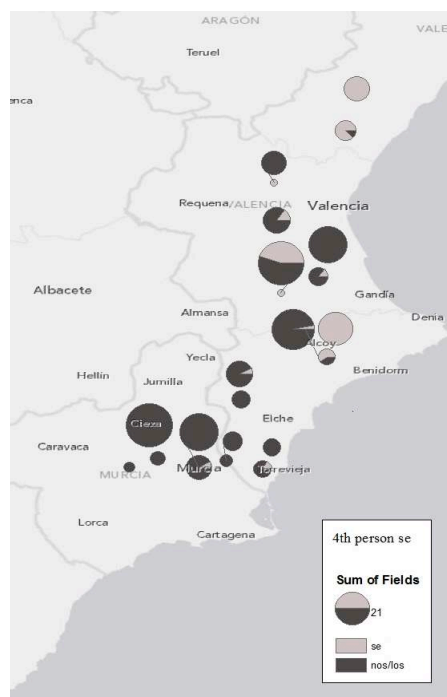 ARAGÓN
VALE
Teruel
enca
Requena
VALENCIA
Valencia
Albacete
Gandía
Almansa
Denia
Alcoy
Yecla
Benidorm
Hellín
Jumilla
Elche
Cieza
Caravaca
MURCIA
Murcia
Torrevieja
Lorca
Cartagena
4th person se
Sum of Fields
21
se
nos/los